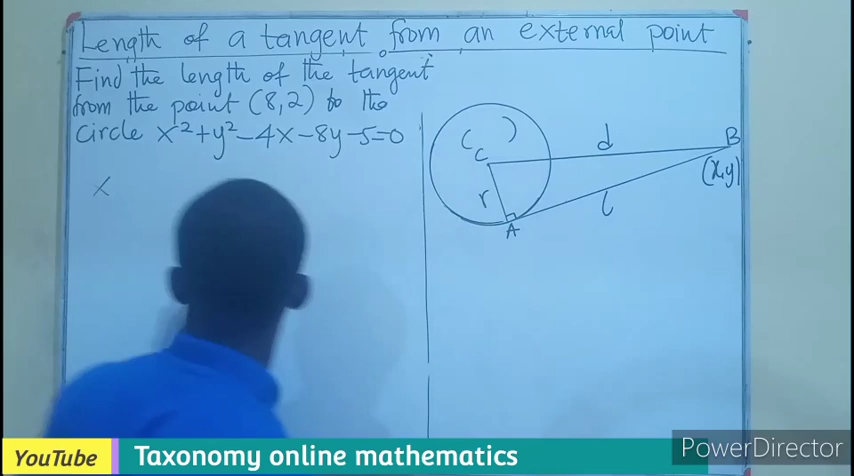 Length of a tangent from an external point
Find the length of the tangent
from the point (8,2) to the
Circle x²+y²-4x-8y-5=0
x
( )
C
d
B
(x,y)
r
l
A
YouTube Taxonomy online mathematics
PowerDirector